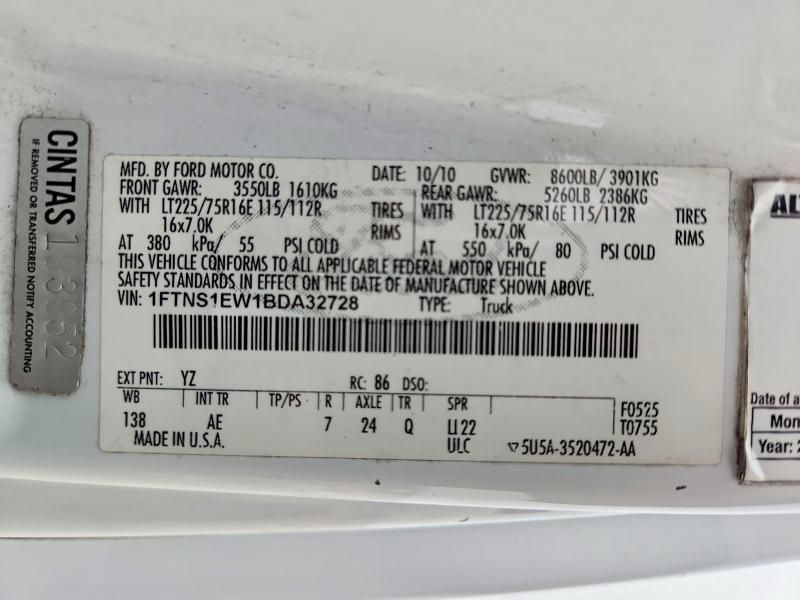 CINTAS
IF REMOVED OR TRANSFERRED NOTIFY ACCOUNTING
193952
MFD. BY FORD MOTOR CO. DATE: 10/10 GVWR: 8600LB/ 3901KG
FRONT GAWR: 3550LB 1610KG REAR GAWR: 5260LB 2386KG
WITH LT225/75R16E 115/112R TIRES WITH LT225/75R16E 115/112R TIRES
16x7.0K RIMS 16x7.0K RIMS
AT 380 kPa/ 55 PSI COLD AT 550 kPa/ 80 PSI COLD
THIS VEHICLE CONFORMS TO ALL APPLICABLE FEDERAL MOTOR VEHICLE
SAFETY STANDARDS IN EFFECT ON THE DATE OF MANUFACTURE SHOWN ABOVE.
VIN: 1FTNS1EW1BDA32728 TYPE: Truck
EXT PNT: YZ RC: 86 DSO:
WB INT TR TP/PS R AXLE TR SPR F0525
138 AE 7 24 Q LL22 T0755
MADE IN U.S.A. ULC 5U5A-3520472-AA
Date of a
Mon
Year: 2